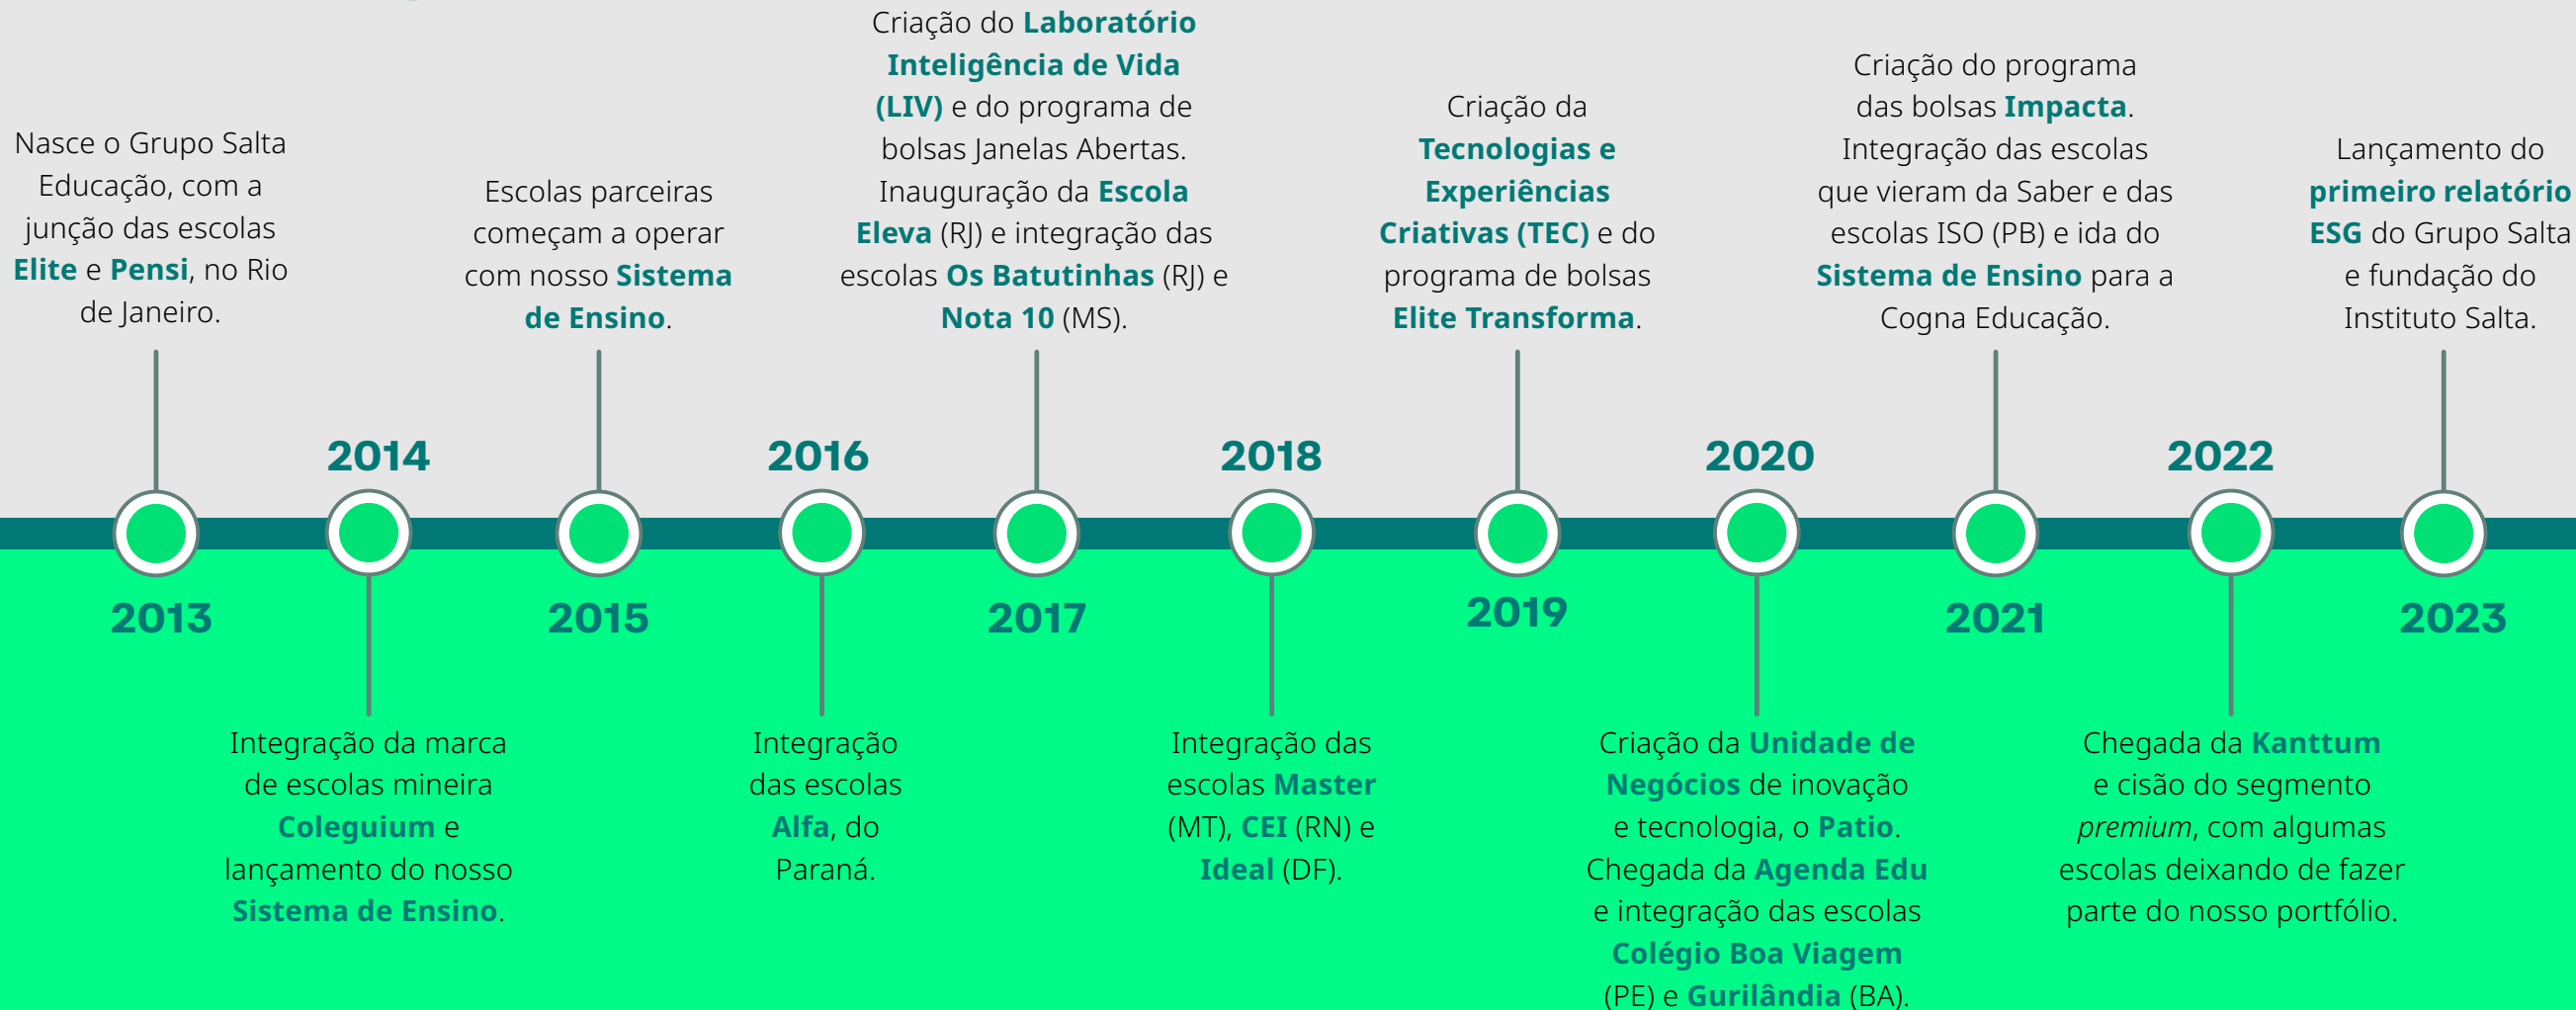 Nasce o Grupo Salta
Educação, com a
junção das escolas
Elite e Pensi, no Rio
de Janeiro.
2013
2014
Integração da marca
de escolas mineira
Coleguium e
lançamento do nosso
Sistema de Ensino.
Escolas parceiras
começam a operar
com nosso Sistema
de Ensino.
2015
2016
Integração
das escolas
Alfa, do
Paraná.
Criação do Laboratório
Inteligência de Vida
(LIV) e do programa de
bolsas Janelas Abertas.
Inauguração da Escola
Eleva (RJ) e integração das
escolas Os Batutinhas (RJ) e
Nota 10 (MS).
2017
2018
Integração das
escolas Master
(MT), CEI (RN) e
Ideal (DF).
Criação da
Tecnologias e
Experiências
Criativas (TEC) e do
programa de bolsas
Elite Transforma.
2019
2020
Criação da Unidade de
Negócios de inovação
e tecnologia, o Patio.
Chegada da Agenda Edu
e integração das escolas
Colégio Boa Viagem
(PE) e Gurilândia (BA).
Criação do programa
das bolsas Impacta.
Integração das escolas
que vieram da Saber e das
escolas ISO (PB) e ida do
Sistema de Ensino para a
Cogna Educação.
2021
2022
Chegada da Kanttum
e cisão do segmento
premium, com algumas
escolas deixando de fazer
parte do nosso portfólio.
Lançamento do
primeiro relatório
ESG do Grupo Salta
e fundação do
Instituto Salta.
2023